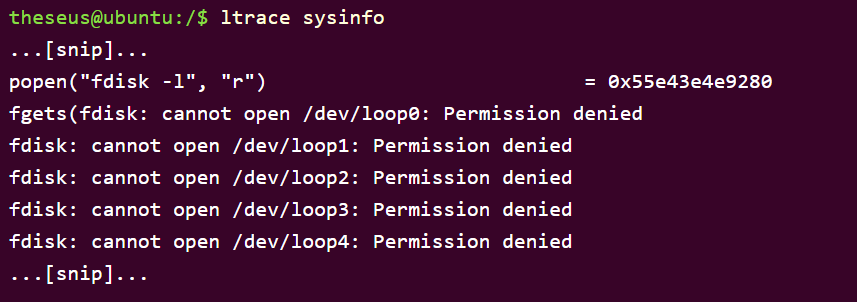 theseus@ubuntu:/$ ltrace sysinfo
...[snip]...
popen("fdisk -l", "r")                           = 0x55e43e4e9280
fgets(fdisk: cannot open /dev/loop0: Permission denied
fdisk: cannot open /dev/loop1: Permission denied
fdisk: cannot open /dev/loop2: Permission denied
fdisk: cannot open /dev/loop3: Permission denied
fdisk: cannot open /dev/loop4: Permission denied
...[snip]...